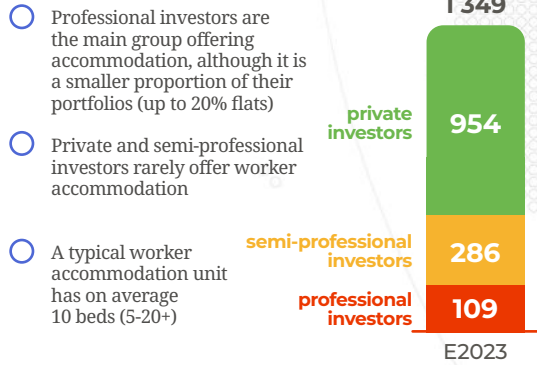 Professional investors are
the main group offering
accommodation, although it is
a smaller proportion of their
portfolios (up to 20% flats)
Private and semi-professional
investors rarely offer worker
accommodation
A typical worker
accommodation unit
has on average
10 beds (5-20+)
1 349
private
investors
954
semi-professional
investors
286
professional
investors
109
E2023